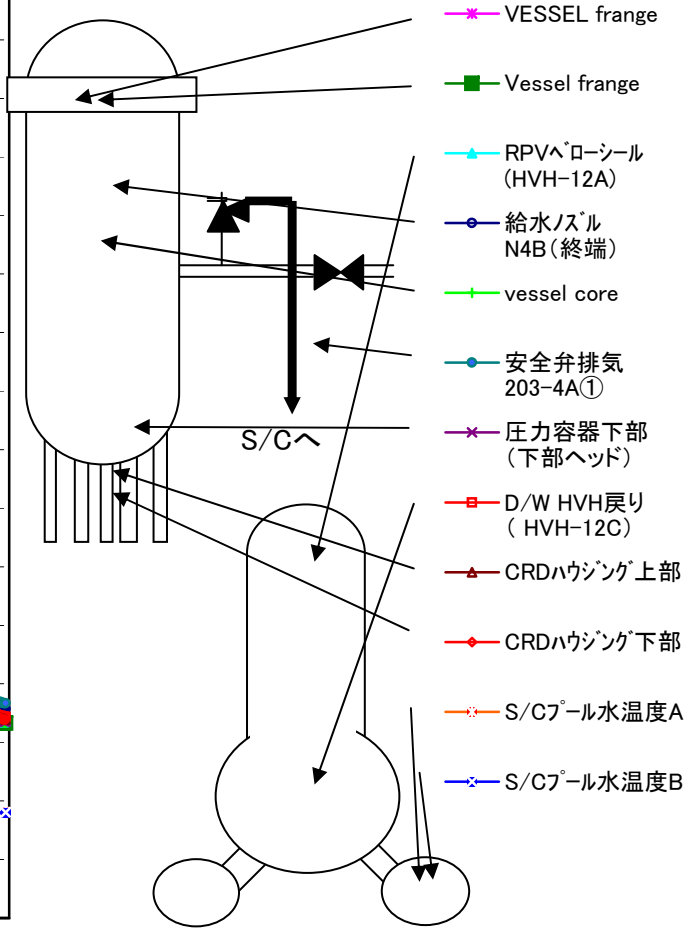 VESSEL frange
Vessel frange
RPVベローシール
(HVH-12A)
給水ノズル
N4B(終端)
vessel core
安全弁排気
203-4A①
圧力容器下部
(下部ヘッド)
D/W HVH戻り
( HVH-12C)
CRDハウジング上部
CRDハウジング下部
S/Cプール水温度A
S/Cプール水温度B
S/Cへ